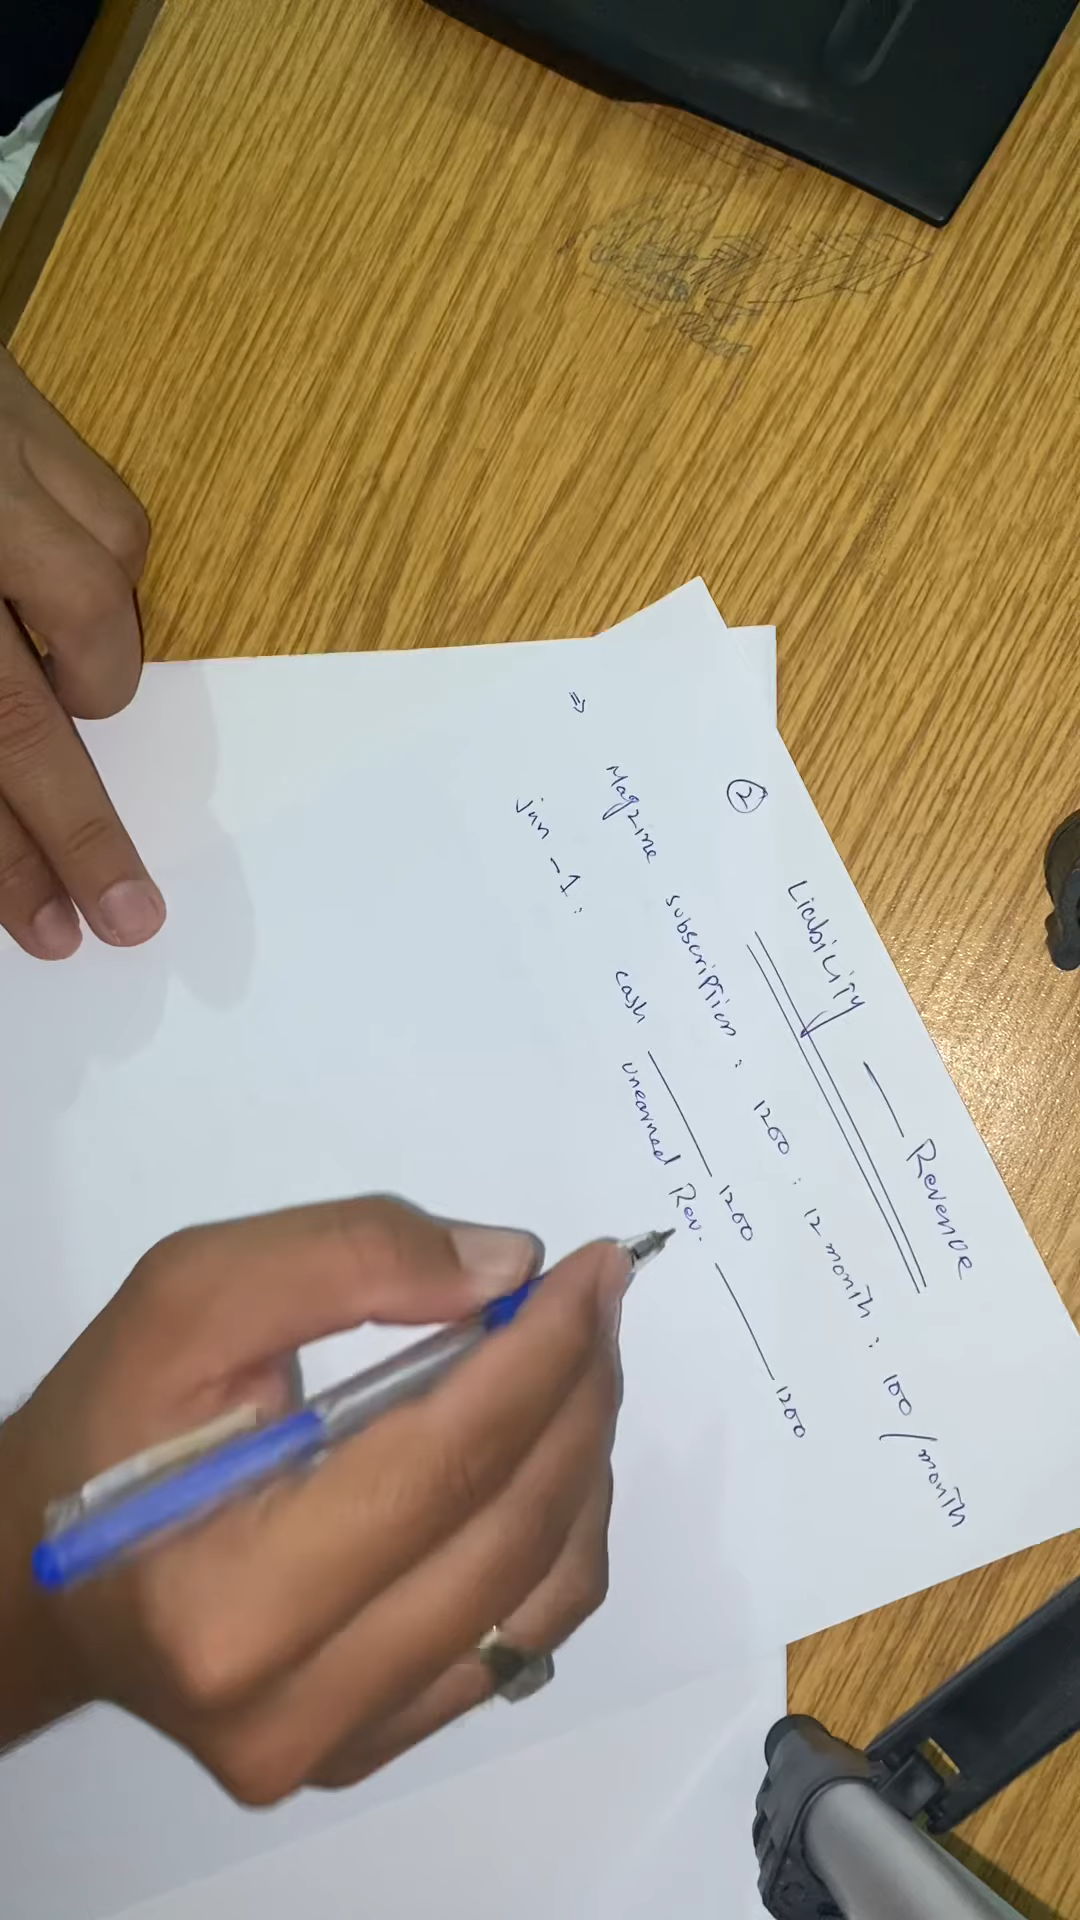 ② Liability — Revenue
⇒ Magzine subscription : 1200 : 12 month : 100 / month
Jan - 1 : cash — 1200
unearned Rev. — 1200